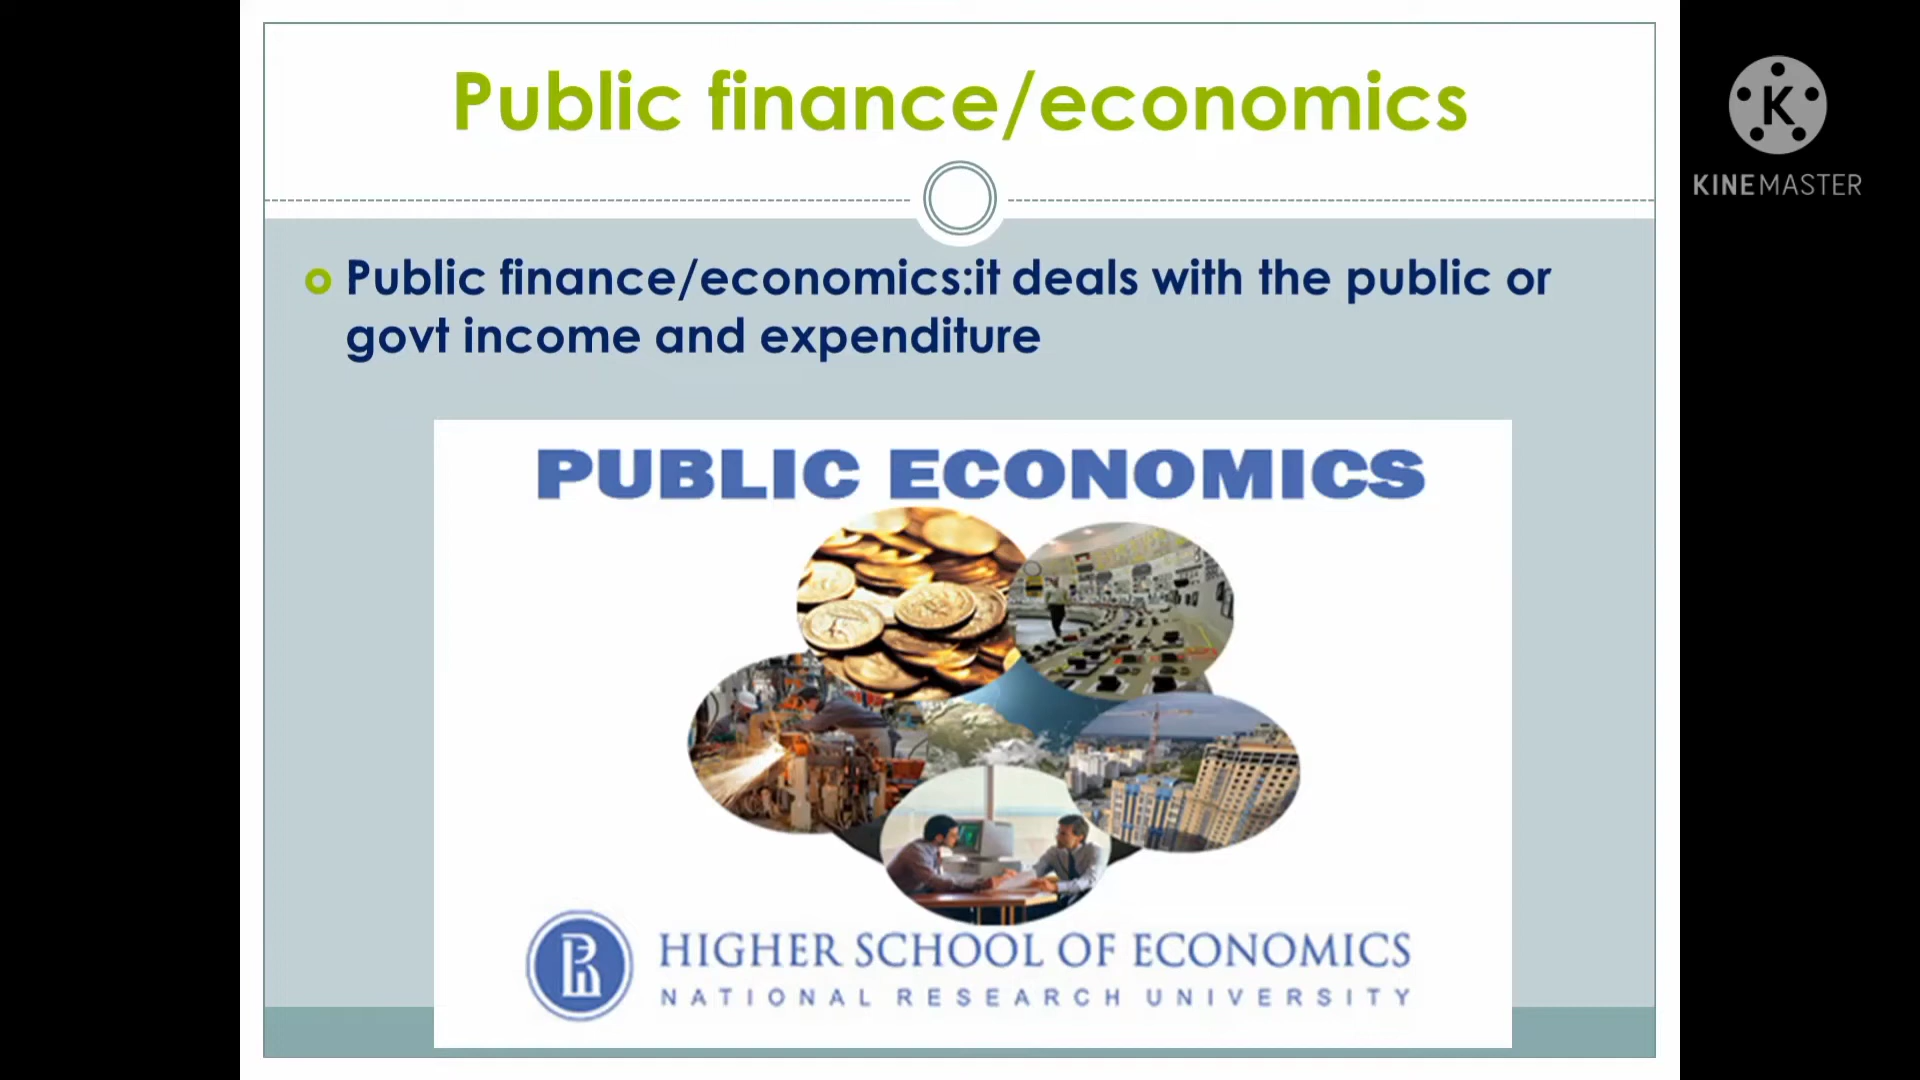 Public finance/economics
KINEMASTER
Public finance/economics:it deals with the public or
govt income and expenditure
PUBLIC ECONOMICS
HIGHER SCHOOL OF ECONOMICS
NATIONAL RESEARCH UNIVERSITY